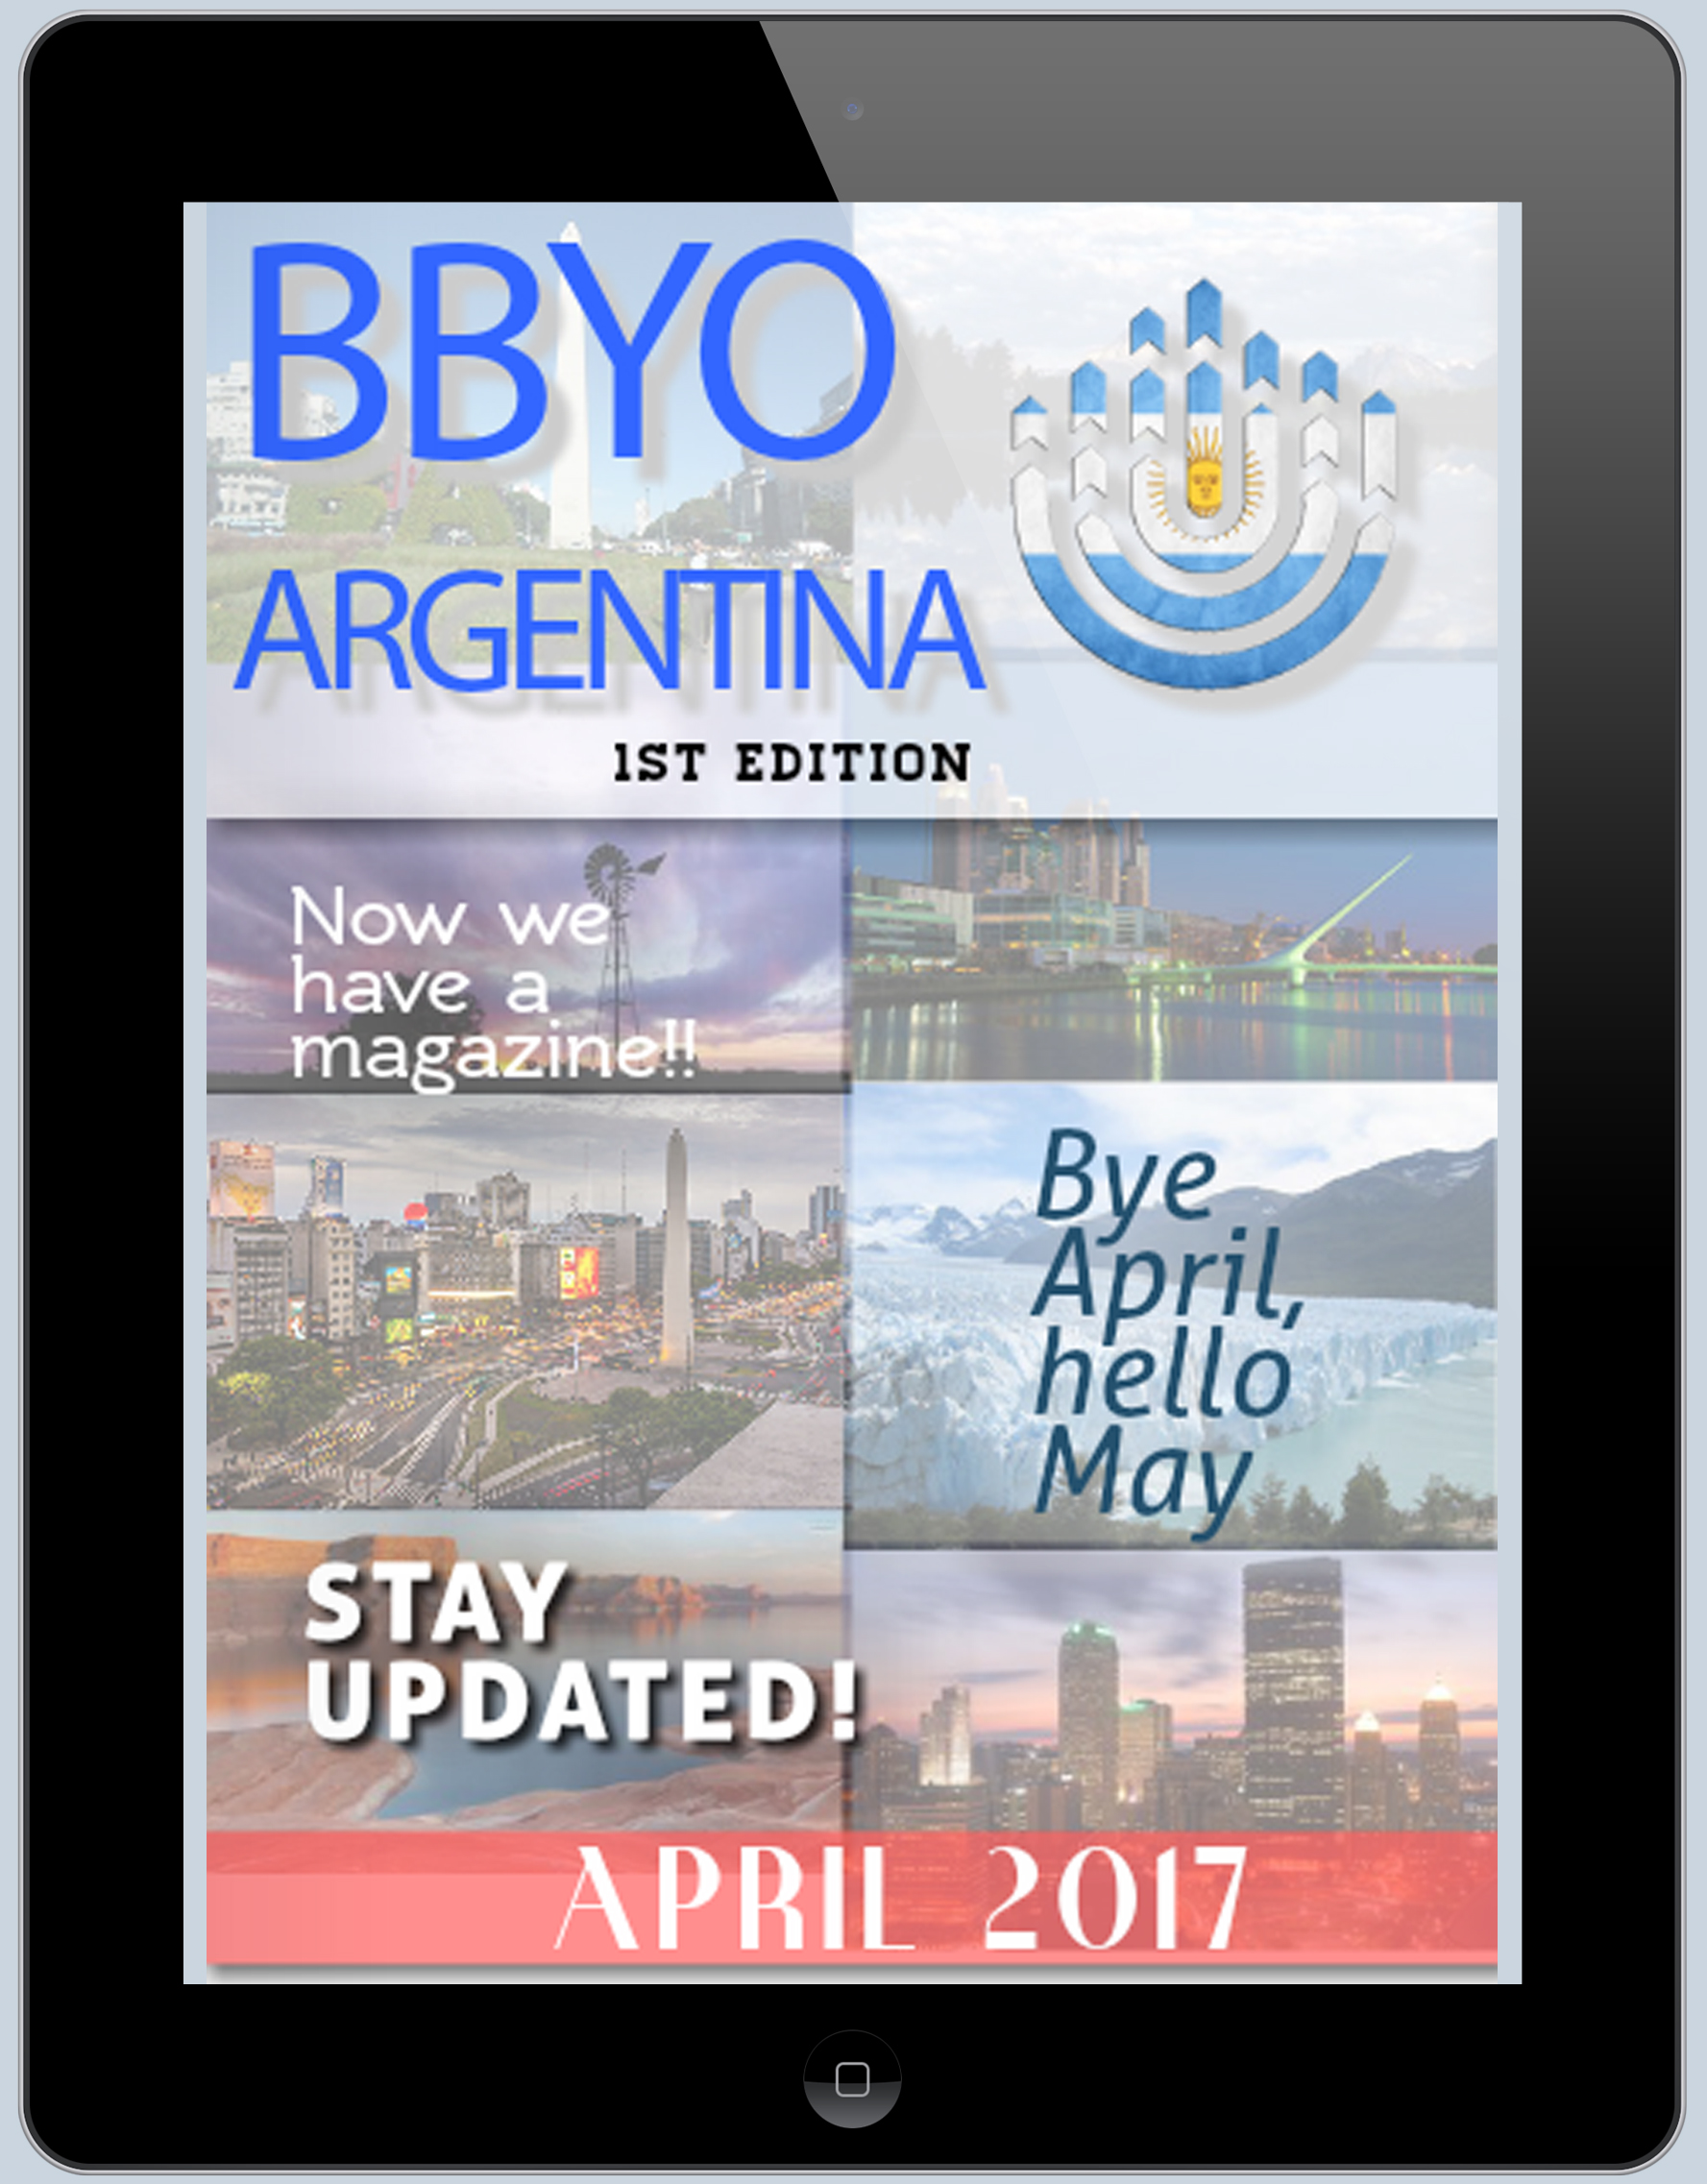 BBYO
ARGENTINA
1ST EDITION
Now we
have a
magazine!!
Bye
April,
hello
May
STAY
UPDATED!
APRIL 2017